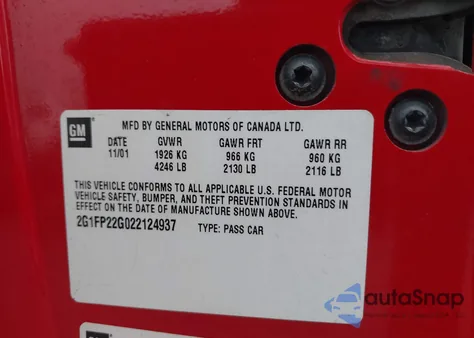 GM
MFD BY GENERAL MOTORS OF CANADA LTD.
DATE GVWR GAWR FRT GAWR RR
11/01 1926 KG 966 KG 960 KG
4246 LB 2130 LB 2116 LB
THIS VEHICLE CONFORMS TO ALL APPLICABLE U.S. FEDERAL MOTOR
VEHICLE SAFETY, BUMPER, AND THEFT PREVENTION STANDARDS IN
EFFECT ON THE DATE OF MANUFACTURE SHOWN ABOVE.
2G1FP22G022124937 TYPE: PASS CAR
autoSnap
GM